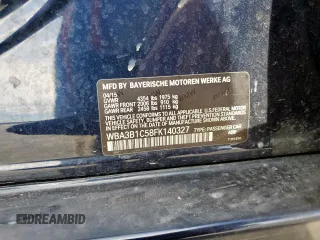 MFD BY BAYERISCHE MOTOREN WERKE AG
04/15
GVWR 4354 lbs 1975 kg
GAWR FRONT 2006 lbs 910 kg
GAWR REAR 2458 lbs 1115 kg
THIS VEHICLE CONFORMS TO ALL APPLICABLE
FEDERAL MOTOR VEHICLE SAFETY, BUMPER, AND THEFT
PREVENTION STANDARDS IN EFFECT ON THE
DATE OF MANUFACTURE SHOWN ABOVE.
WBA3B1C58FK140327 TYPE: PASSENGER CAR
@IDREAMBID